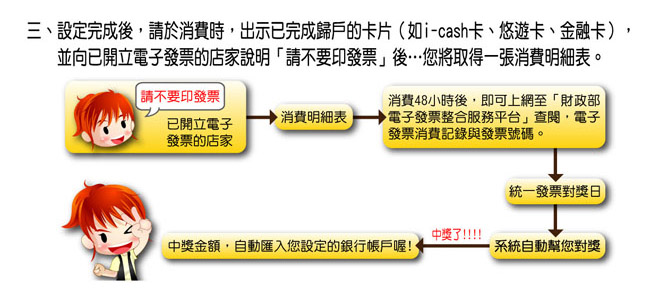 三、設定完成後，請於消費時，出示已完成歸戶的卡片（如i-cash卡、悠遊卡、金融卡），
並向已開立電子發票的店家說明「請不要印發票」後…您將取得一張消費明細表。
請不要印發票
已開立電子
發票的店家
消費明細表
消費48小時後，即可上網至「財政部
電子發票整合服務平台」查閱，電子
發票消費記錄與發票號碼。
統一發票對獎日
系統自動幫您對獎
中獎了!!!!
中獎金額，自動匯入您設定的銀行帳戶喔!